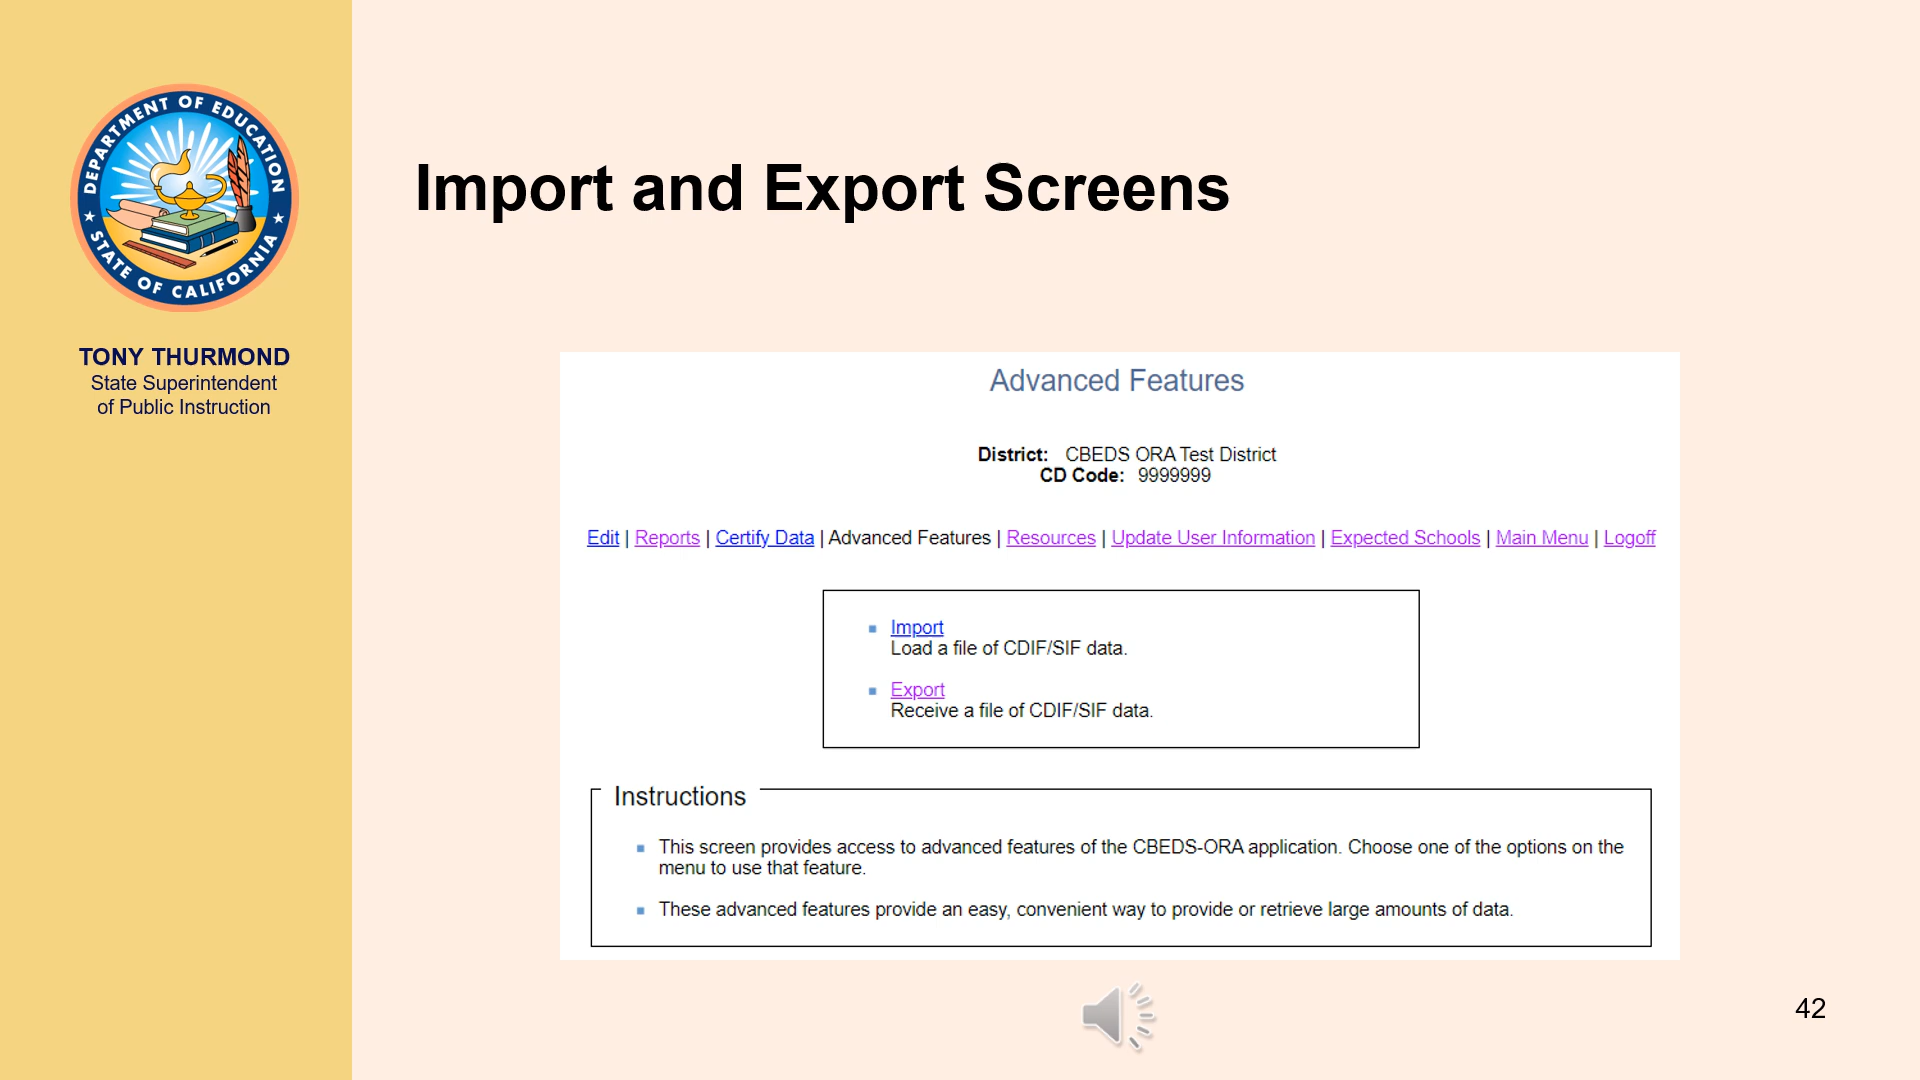 DEPARTMENT OF EDUCATION
STATE OF CALIFORNIA
TONY THURMOND
State Superintendent
of Public Instruction
Import and Export Screens
Advanced Features
District: CBEDS ORA Test District
CD Code: 9999999
Edit | Reports | Certify Data | Advanced Features | Resources | Update User Information | Expected Schools | Main Menu | Logoff
Import
Load a file of CDIF/SIF data.
Export
Receive a file of CDIF/SIF data.
Instructions
This screen provides access to advanced features of the CBEDS-ORA application. Choose one of the options on the
menu to use that feature.
These advanced features provide an easy, convenient way to provide or retrieve large amounts of data.
42